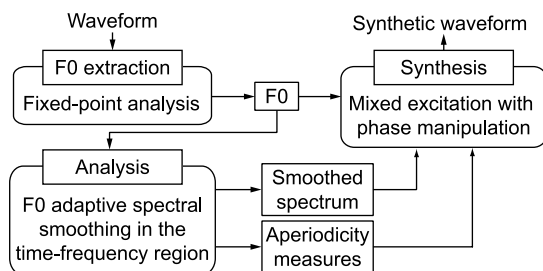 Waveform
F0 extraction
Fixed-point analysis
F0
Synthetic waveform
Synthesis
Mixed excitation with
phase manipulation
Analysis
F0 adaptive spectral
smoothing in the
time-frequency region
Smoothed
spectrum
Aperiodicity
measures